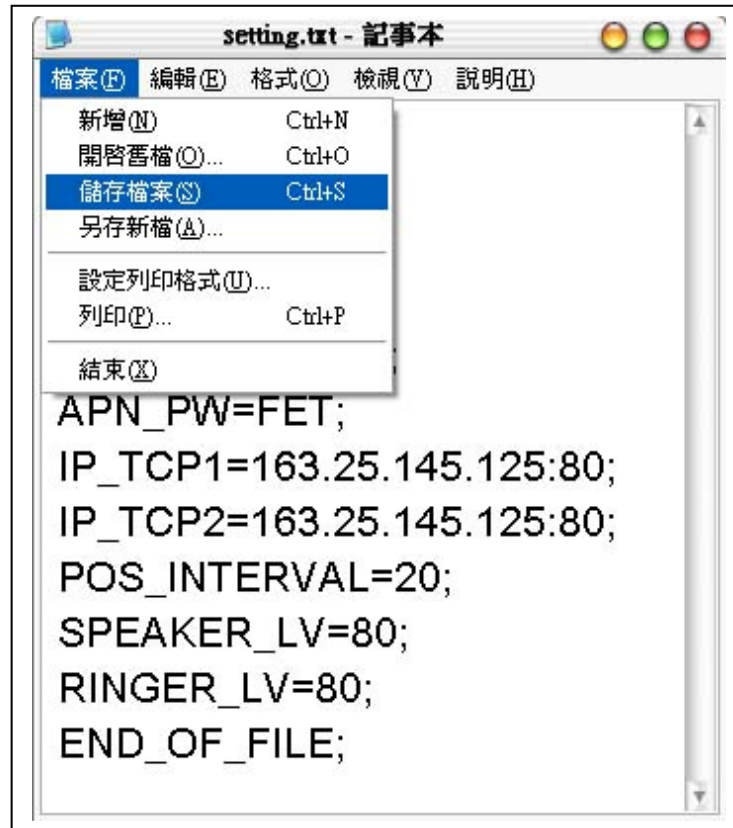 setting.txt - 記事本
檔案(F) 編輯(E) 格式(O) 檢視(V) 說明(H)
新增(N) Ctrl+N
開啓舊檔(O)... Ctrl+O
儲存檔案(S) Ctrl+S
另存新檔(A)...
設定列印格式(U)...
列印(P)... Ctrl+P
結束(X)
;
APN_PW=FET;
IP_TCP1=163.25.145.125:80;
IP_TCP2=163.25.145.125:80;
POS_INTERVAL=20;
SPEAKER_LV=80;
RINGER_LV=80;
END_OF_FILE;